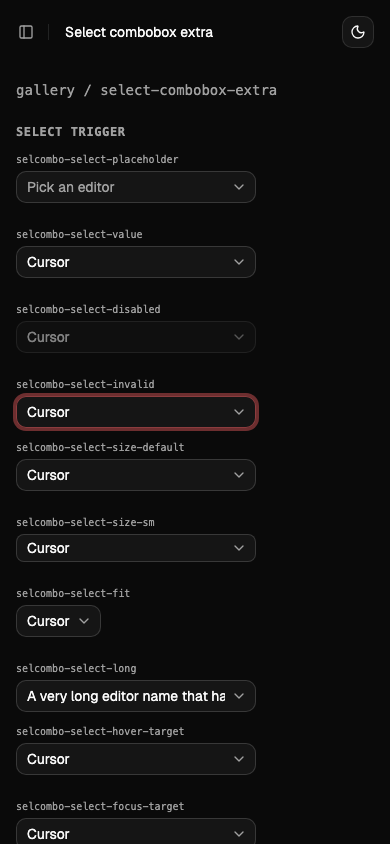 Select combobox extra
gallery / select-combobox-extra
SELECT TRIGGER
selcombo-select-placeholder
Pick an editor
selcombo-select-value
Cursor
selcombo-select-disabled
Cursor
selcombo-select-invalid
Cursor
selcombo-select-size-default
Cursor
selcombo-select-size-sm
Cursor
selcombo-select-fit
Cursor
selcombo-select-long
A very long editor name that ha
selcombo-select-hover-target
Cursor
selcombo-select-focus-target
Cursor